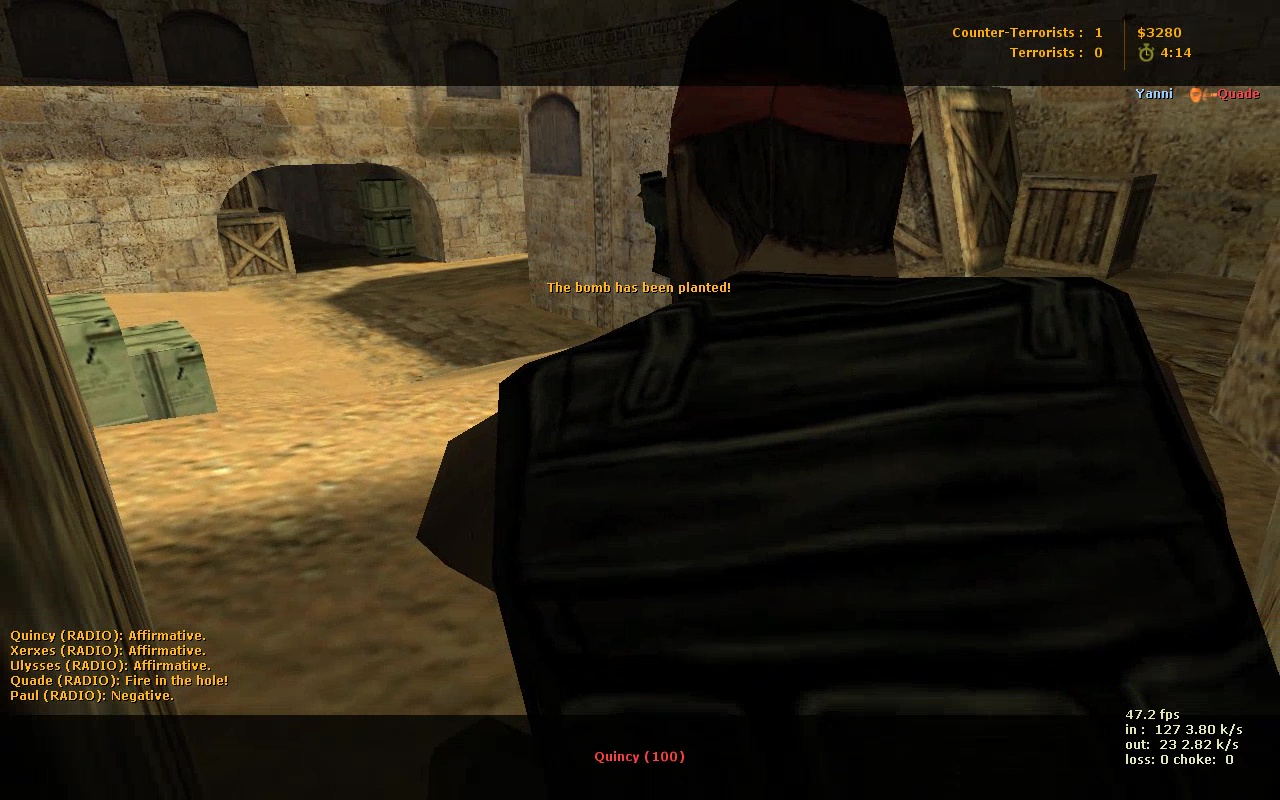 Counter-Terrorists : 1 $3280
Terrorists : 0 4:14
Yanni Quade
The bomb has been planted!
Quincy (RADIO): Affirmative.
Xerxes (RADIO): Affirmative.
Ulysses (RADIO): Affirmative.
Quade (RADIO): Fire in the hole!
Paul (RADIO): Negative.
47.2 fps
in : 127 3.80 k/s
out: 23 2.82 k/s
loss: 0 choke: 0
Quincy (100)